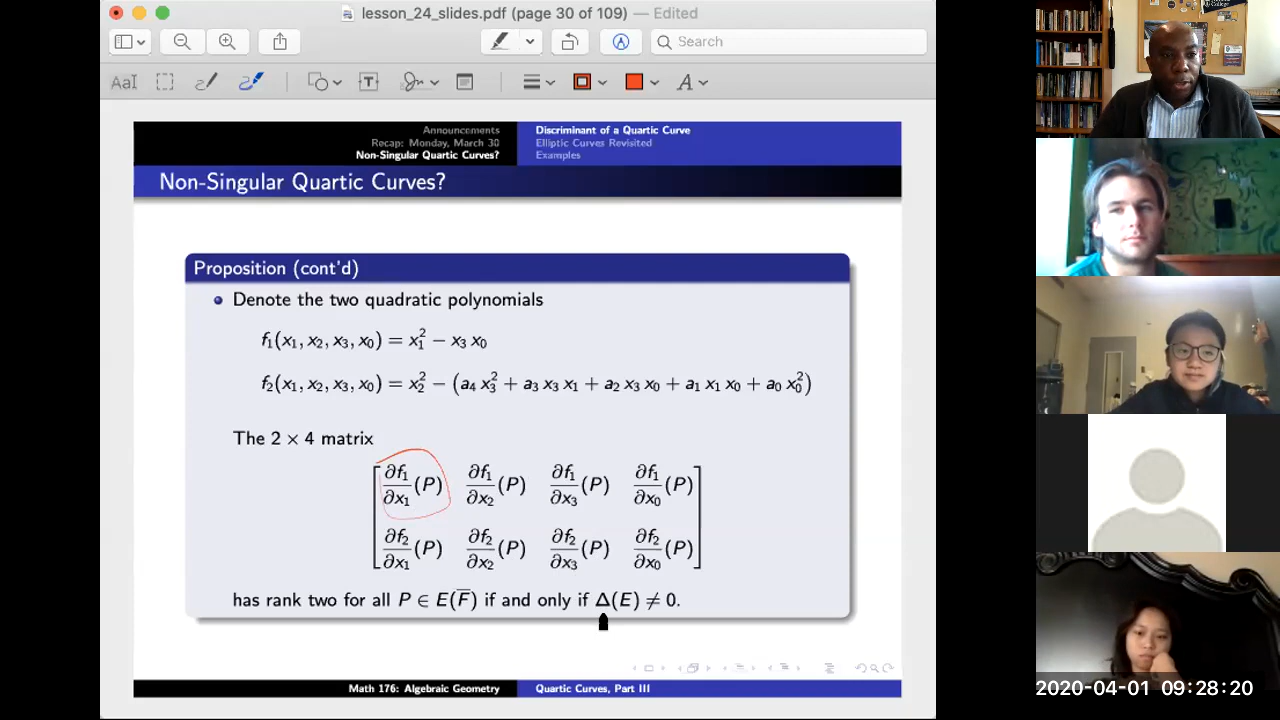 lesson_24_slides.pdf (page 30 of 109) — Edited
Search
AaI
T
A
Announcements
Recap: Monday, March 30
Non-Singular Quartic Curves?
Discriminant of a Quartic Curve
Elliptic Curves Revisited
Examples
Non-Singular Quartic Curves?
Proposition (cont'd)
Denote the two quadratic polynomials
f₁(x₁, x₂, x₃, x₀) = x₁² − x₃ x₀
f₂(x₁, x₂, x₃, x₀) = x₂² − (a₄ x₃² + a₃ x₃ x₁ + a₂ x₃ x₀ + a₁ x₁ x₀ + a₀ x₀²)
The 2 × 4 matrix
∂f₁/∂x₁ (P) ∂f₁/∂x₂ (P) ∂f₁/∂x₃ (P) ∂f₁/∂x₀ (P)
∂f₂/∂x₁ (P) ∂f₂/∂x₂ (P) ∂f₂/∂x₃ (P) ∂f₂/∂x₀ (P)
has rank two for all P ∈ E(F̅) if and only if Δ(E) ≠ 0.
Math 176: Algebraic Geometry
Quartic Curves, Part III
2020-04-01 09:28:20